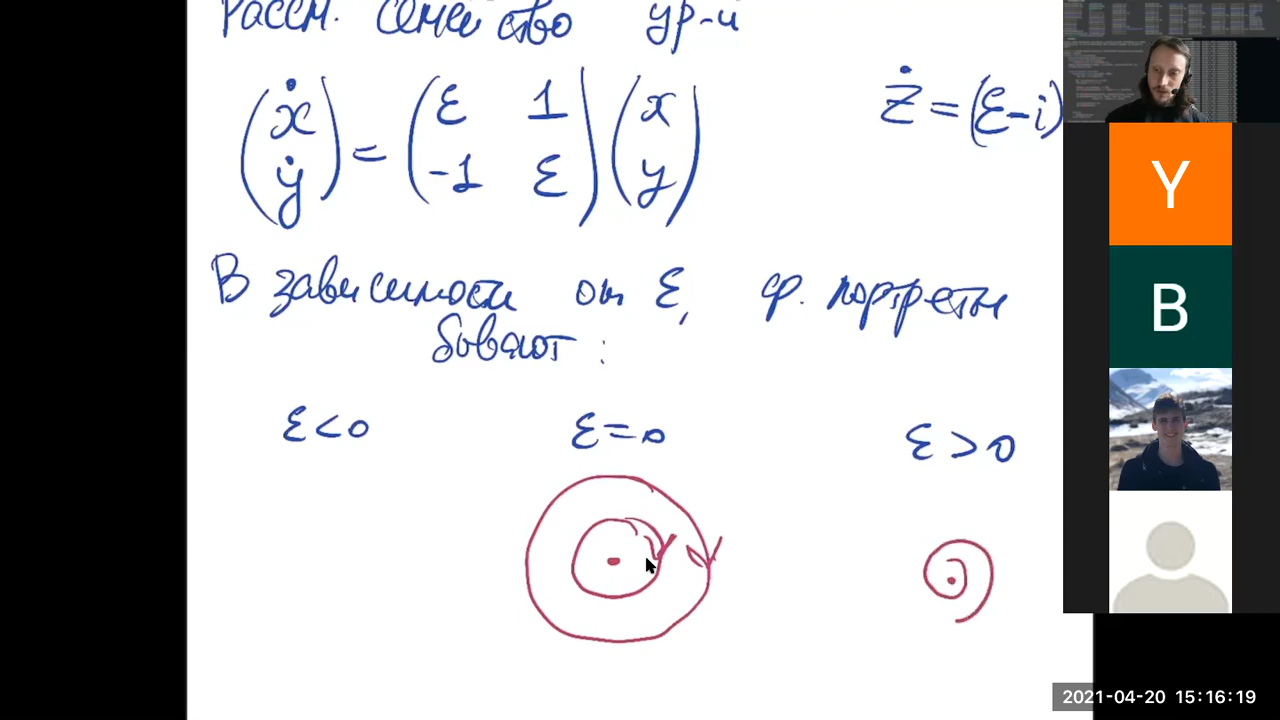 Рассм. семейство ур-й
(ẋ ẏ) = (ε 1 -1 ε) (x y) ż = (ε-i)
В зависимости от ε, ф. портреты
бывают:
ε<0 ε=0 ε>0
Y
B
2021-04-20 15:16:19